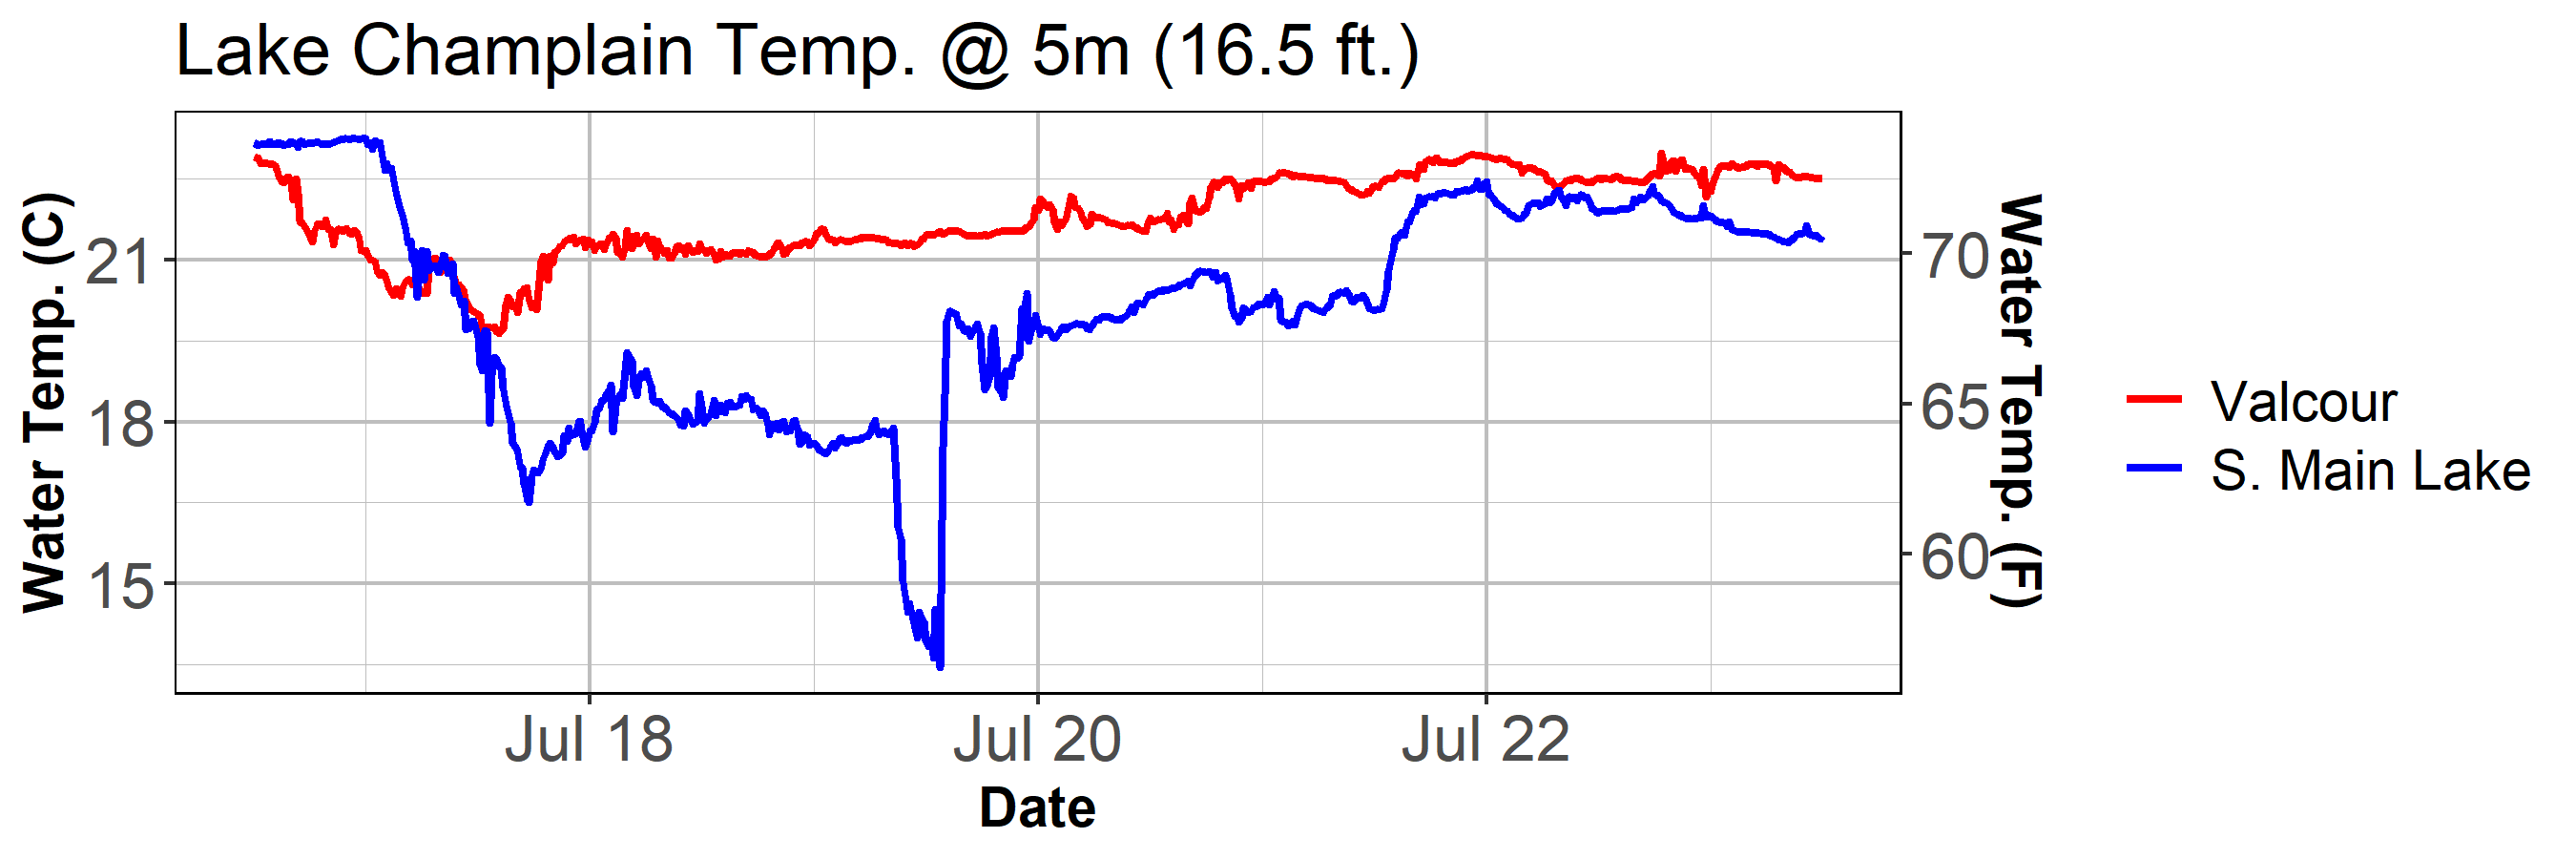 Lake Champlain Temp. @ 5m (16.5 ft.)
Water Temp. (C)
21
18
15
70
65
60
Water Temp. (F)
Jul 18
Jul 20
Jul 22
Date
Valcour
S. Main Lake